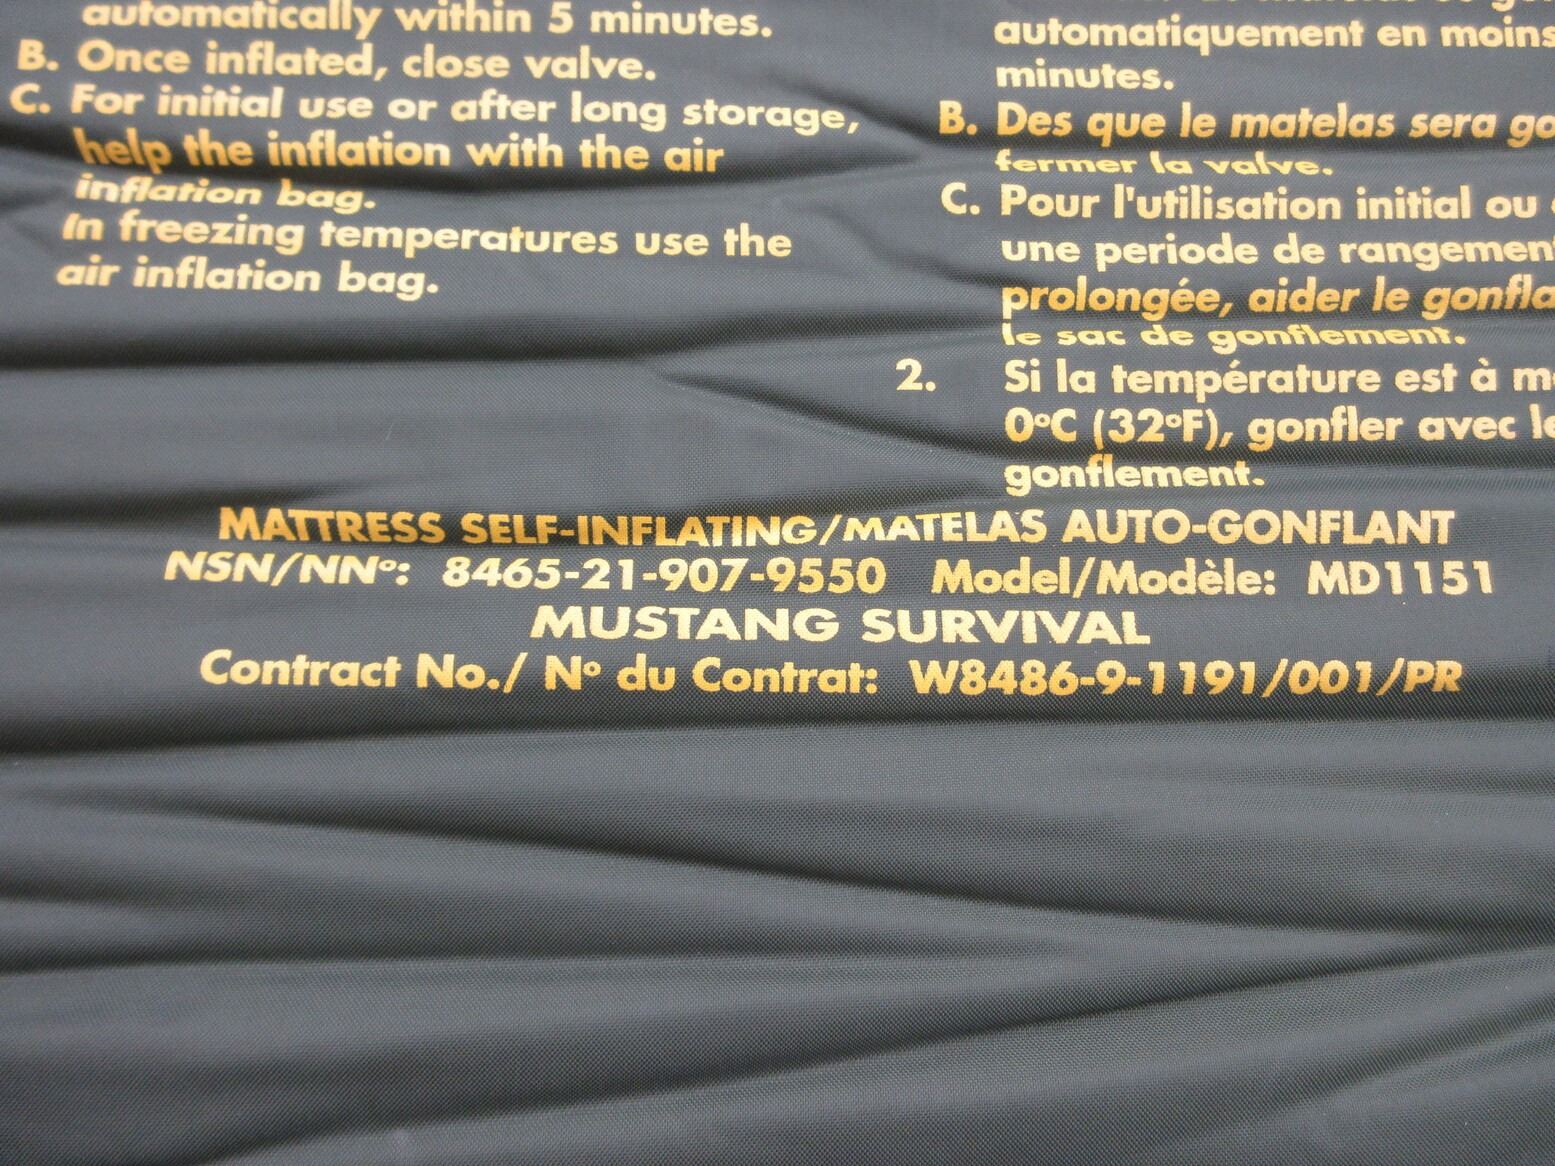 automatically within 5 minutes.
B. Once inflated, close valve.
C. For initial use or after long storage,
help the inflation with the air
inflation bag.
In freezing temperatures use the
air inflation bag.
automatiquement en moins
minutes.
B. Des que le matelas sera
fermer la valve.
C. Pour l'utilisation initial ou
une periode de rangement
prolongée, aider le
le sac de gonflement.
2. Si la température est à
0°C (32°F), gonfler avec
gonflement.
MATTRESS SELF-INFLATING/MATELAS AUTO-GONFLANT
NSN/NN°: 8465-21-907-9550 Model/Modèle: MD1151
MUSTANG SURVIVAL
Contract No./ N° du Contrat: W8486-9-1191/001/PR